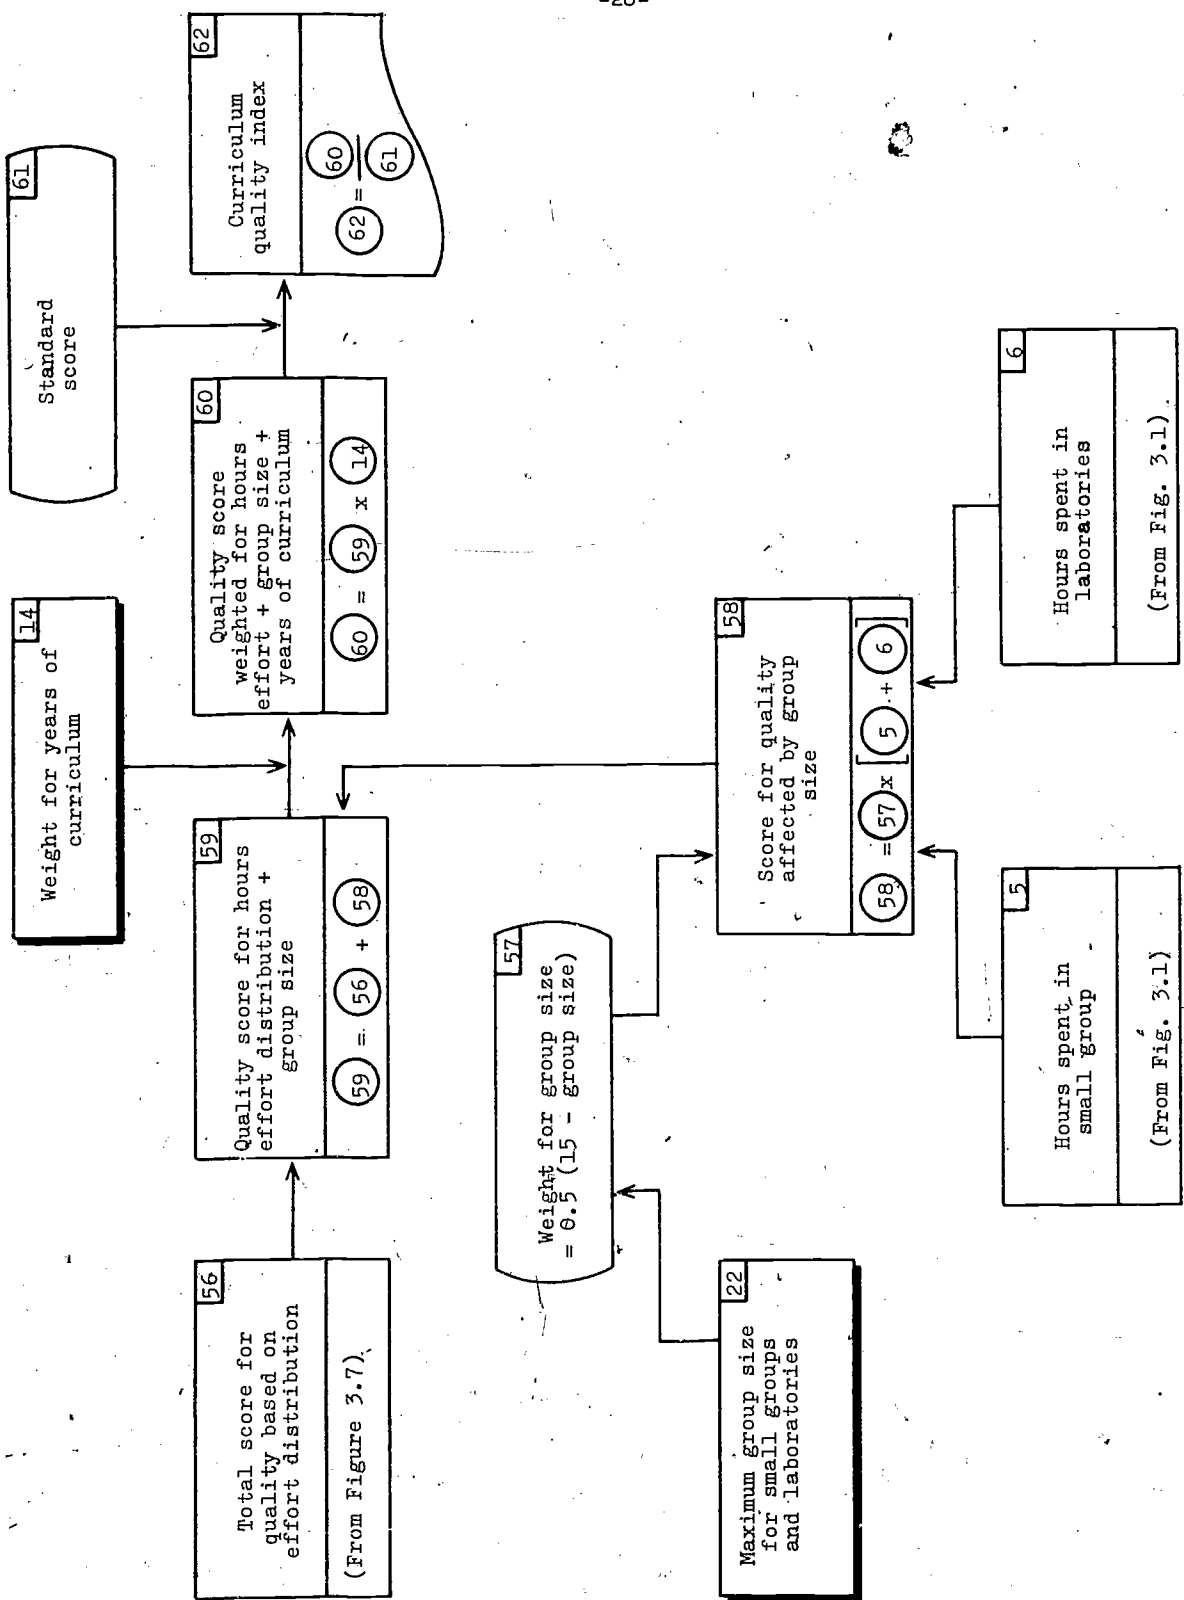 56
Total score for
quality based on
effort distribution
(From Figure 3.7)
59
Quality score for hours
effort distribution +
group size
59 = 56 + 58
14
Weight for years of
curriculum
60
Quality score
weighted for hours
effort + group size +
years of curriculum
60 = 59 x 14
61
Standard
score
62
Curriculum
quality index
62 = 60
61
22
Maximum group size
for small groups
and laboratories
57
Weight for group size
= 0.5 (15 - group size)
58
Score for quality
affected by group
size
58 = 57 x [ 5 + 6 ]
5
Hours spent in
small group
(From Fig. 3.1)
6
Hours spent in
laboratories
(From Fig. 3.1)